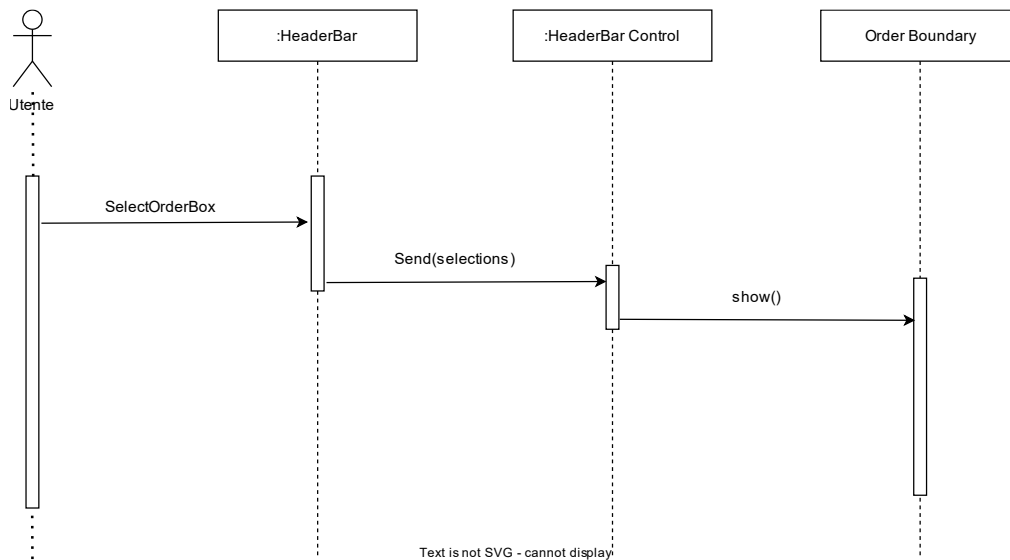 :HeaderBar
:HeaderBar Control
Order Boundary
Utente
SelectOrderBox
Send(selections)
show()
Text is not SVG - cannot display